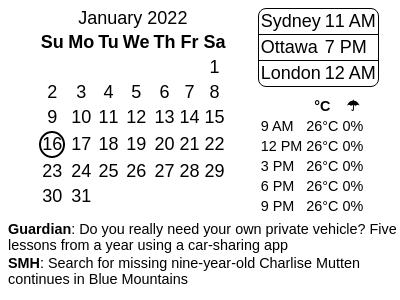 January 2022
Su Mo Tu We Th Fr Sa
1
2 3 4 5 6 7 8
9 10 11 12 13 14 15
16 17 18 19 20 21 22
23 24 25 26 27 28 29
30 31
Sydney 11 AM
Ottawa 7 PM
London 12 AM
°C ☂
9 AM 26°C 0%
12 PM 26°C 0%
3 PM 26°C 0%
6 PM 26°C 0%
9 PM 26°C 0%
Guardian: Do you really need your own private vehicle? Five
lessons from a year using a car-sharing app
SMH: Search for missing nine-year-old Charlise Mutten
continues in Blue Mountains